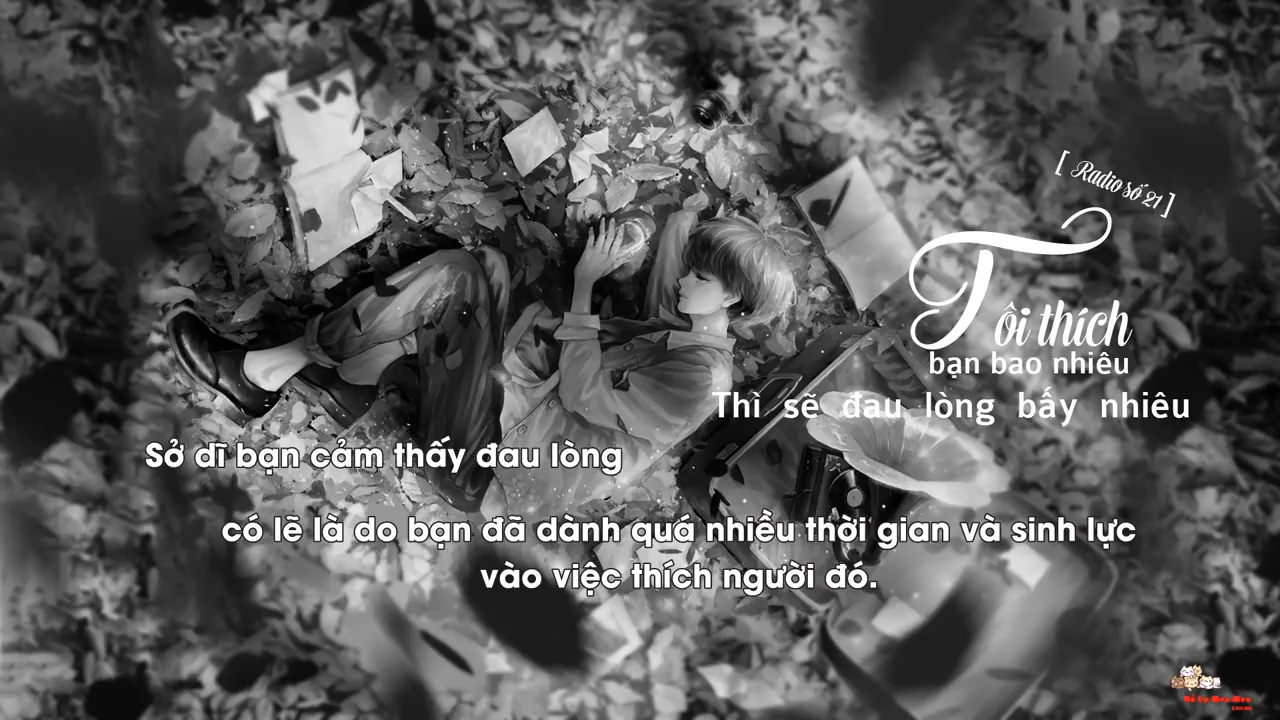 [ Radio số 21 ]
Tôi thích
bạn bao nhiêu
Thì sẽ đau lòng bấy nhiêu
Sở dĩ bạn cảm thấy đau lòng
có lẽ là do bạn đã dành quá nhiều thời gian và sinh lực
vào việc thích người đó.